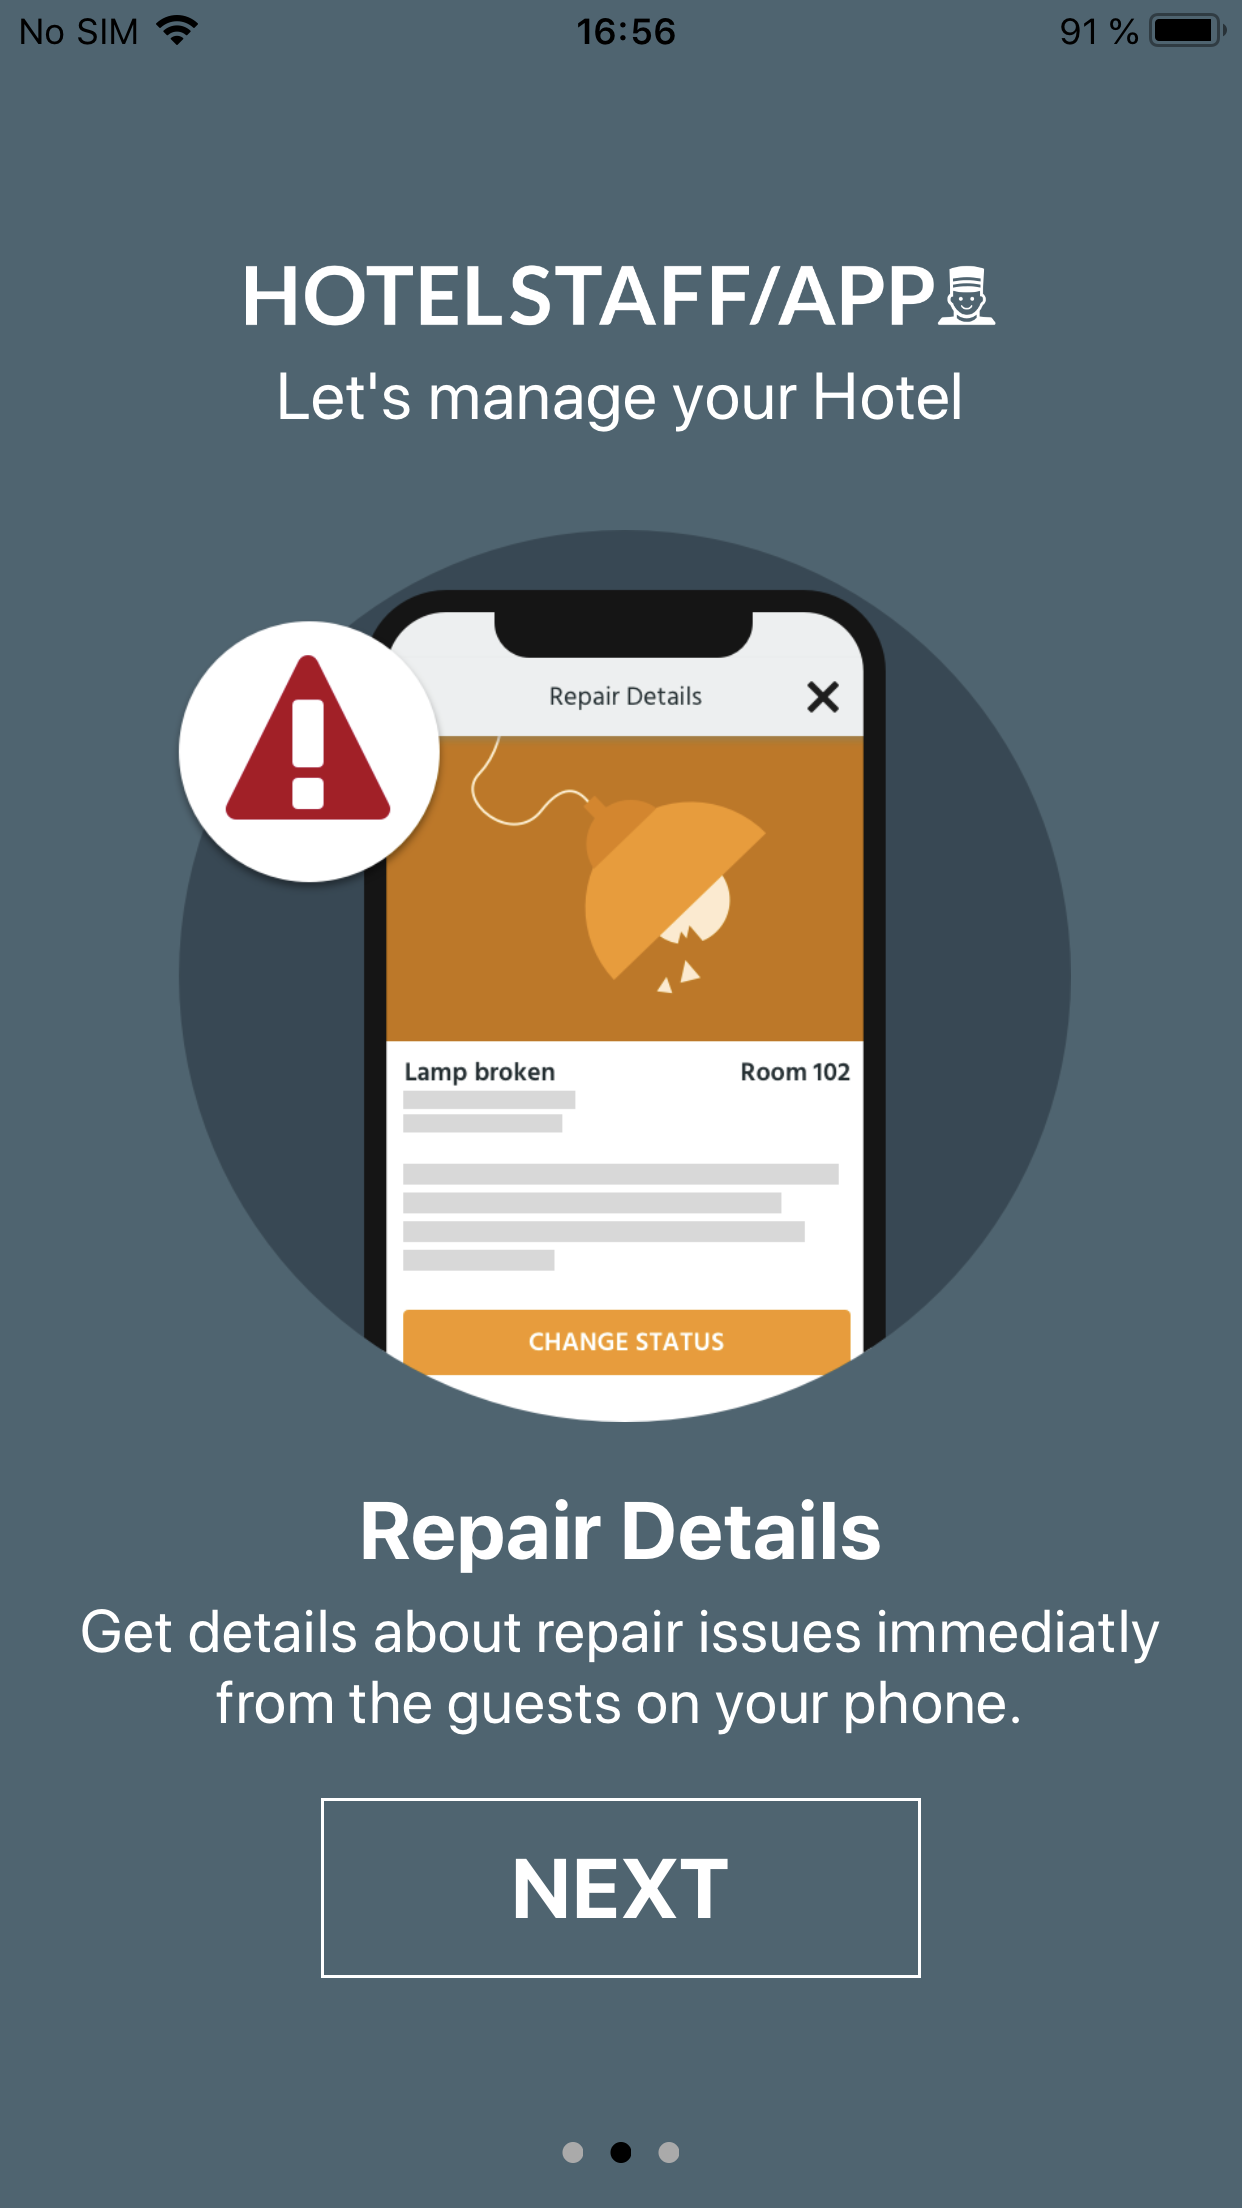 No SIM 16:56 91 %
HOTELSTAFF/APP
Let's manage your Hotel
Repair Details
Lamp broken Room 102
CHANGE STATUS
Repair Details
Get details about repair issues immediatly
from the guests on your phone.
NEXT